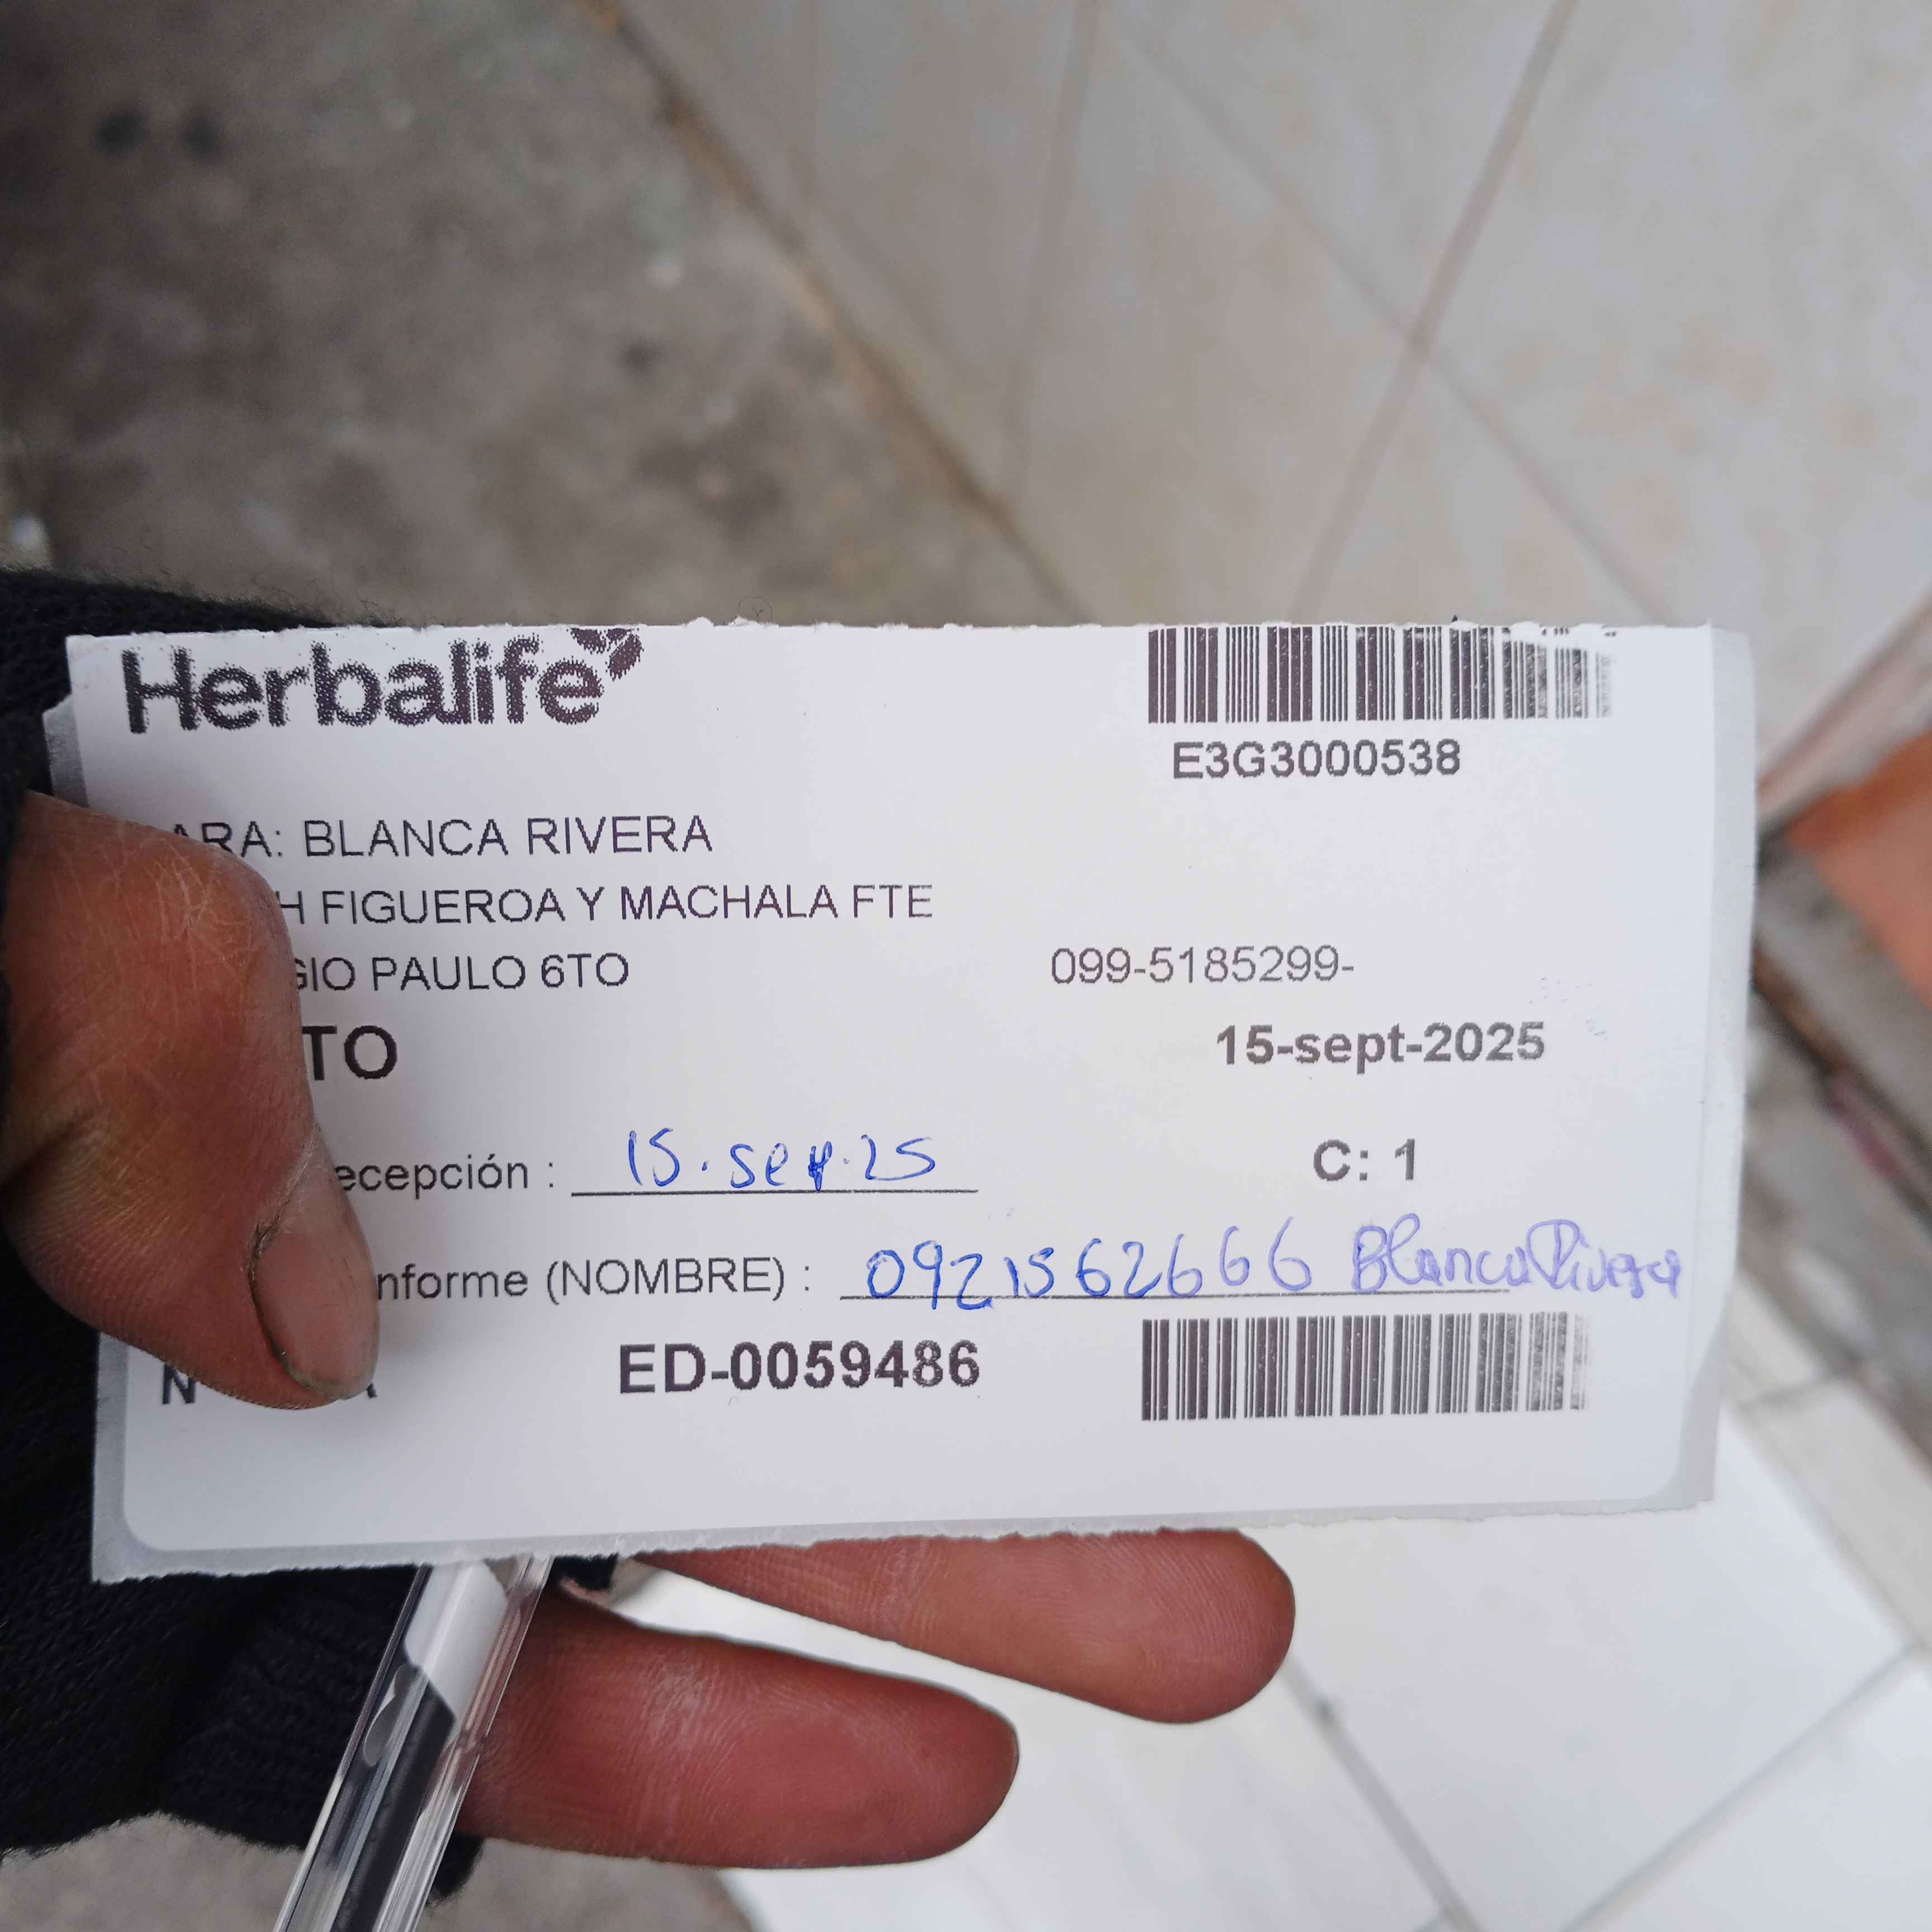 Herbalife
E3G3000538
ARA: BLANCA RIVERA
H FIGUEROA Y MACHALA FTE
GIO PAULO 6TO 099-5185299-
TO 15-sept-2025
ecepción : 15. sep. 25 C: 1
nforme (NOMBRE) : 0921562666 Blanca Rivera
N ED-0059486